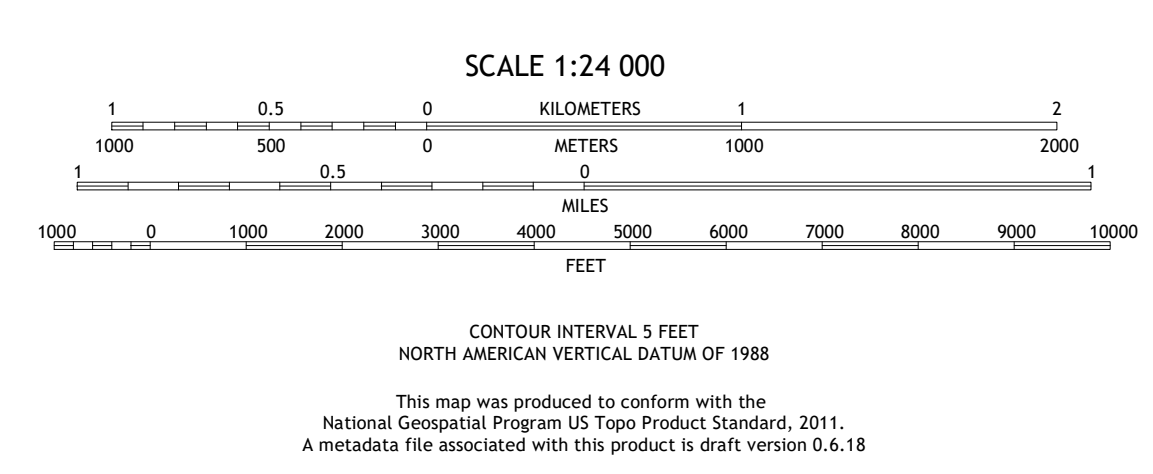 SCALE 1:24 000
1 0.5 0 KILOMETERS 1 2
1000 500 0 METERS 1000 2000
1 0.5 0 1
MILES
1000 0 1000 2000 3000 4000 5000 6000 7000 8000 9000 10000
FEET
CONTOUR INTERVAL 5 FEET
NORTH AMERICAN VERTICAL DATUM OF 1988
This map was produced to conform with the
National Geospatial Program US Topo Product Standard, 2011.
A metadata file associated with this product is draft version 0.6.18